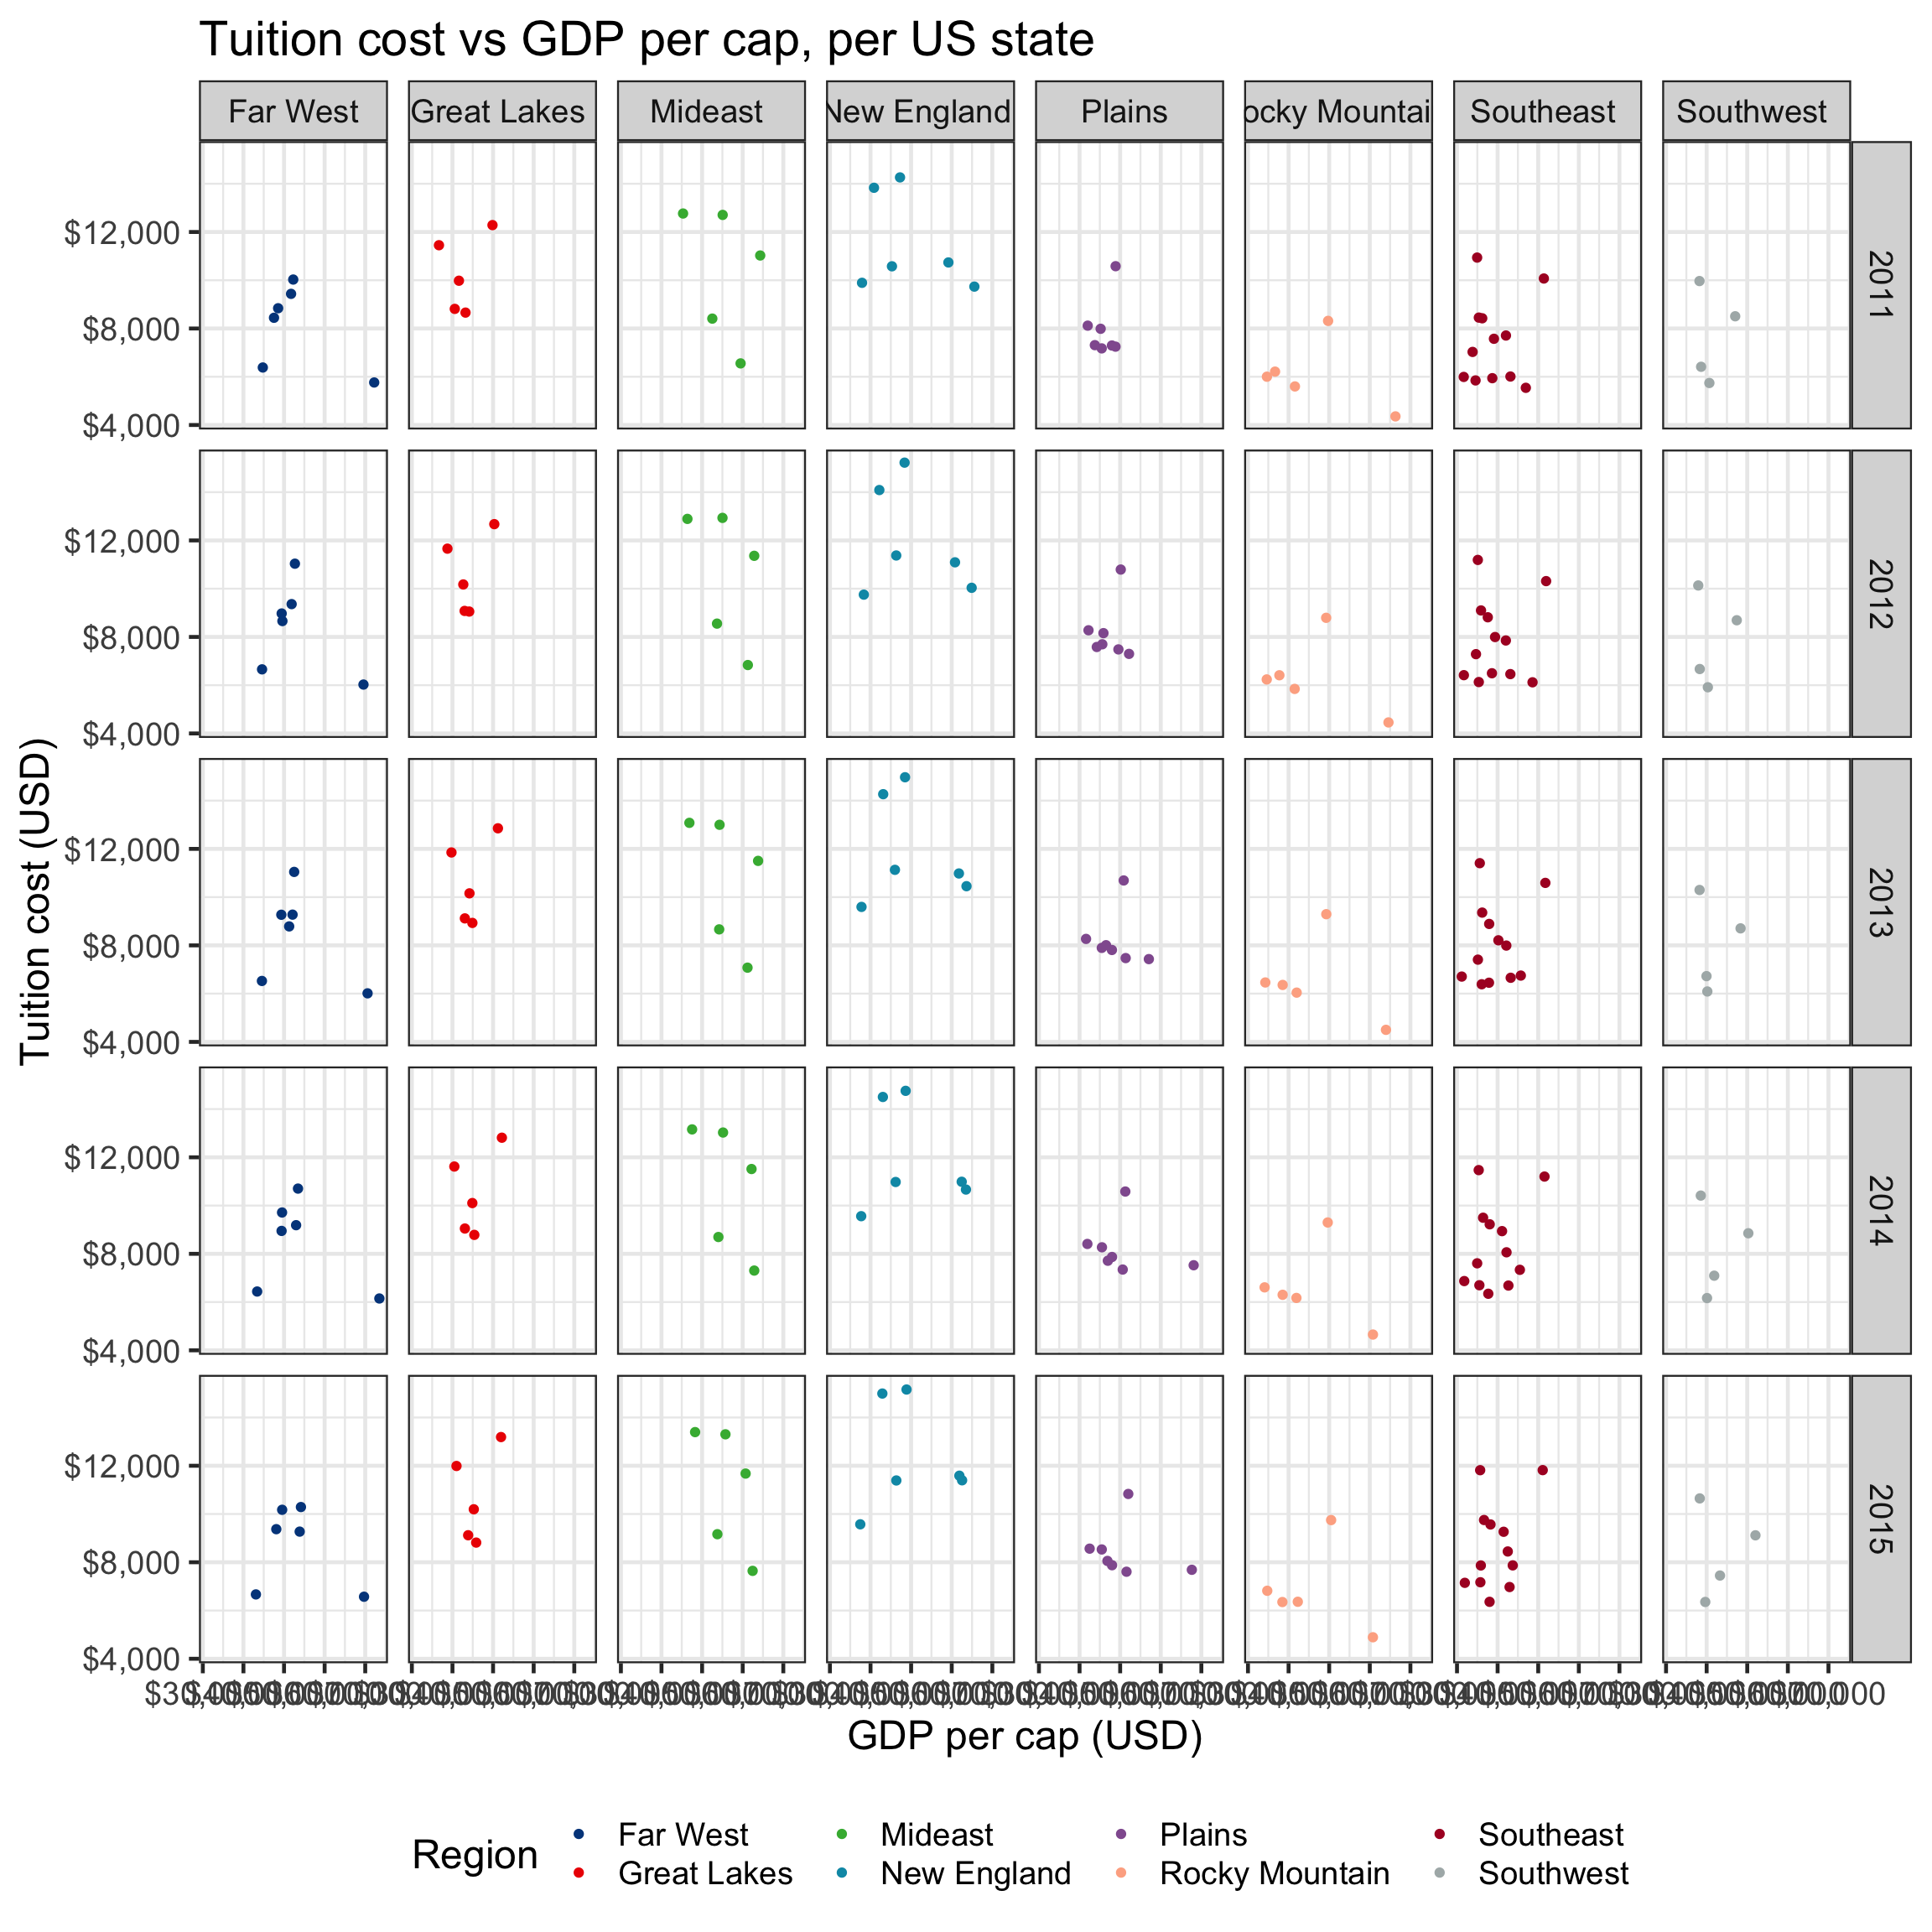 Tuition cost vs GDP per cap, per US state
Far West
Great Lakes
Mideast
New England
Plains
ocky Mountai
Southeast
Southwest
$12,000
$8,000
$4,000
2011
$12,000
$8,000
$4,000
2012
$12,000
$8,000
$4,000
2013
$12,000
$8,000
$4,000
2014
$12,000
$8,000
$4,000
2015
Tuition cost (USD)
GDP per cap (USD)
Region
Far West
Mideast
Plains
Southeast
Great Lakes
New England
Rocky Mountain
Southwest